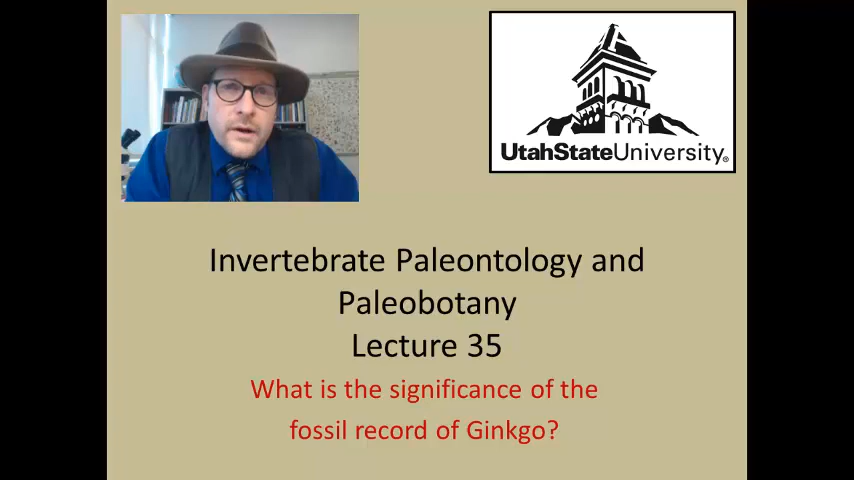 UtahStateUniversity®
Invertebrate Paleontology and
Paleobotany
Lecture 35
What is the significance of the
fossil record of Ginkgo?